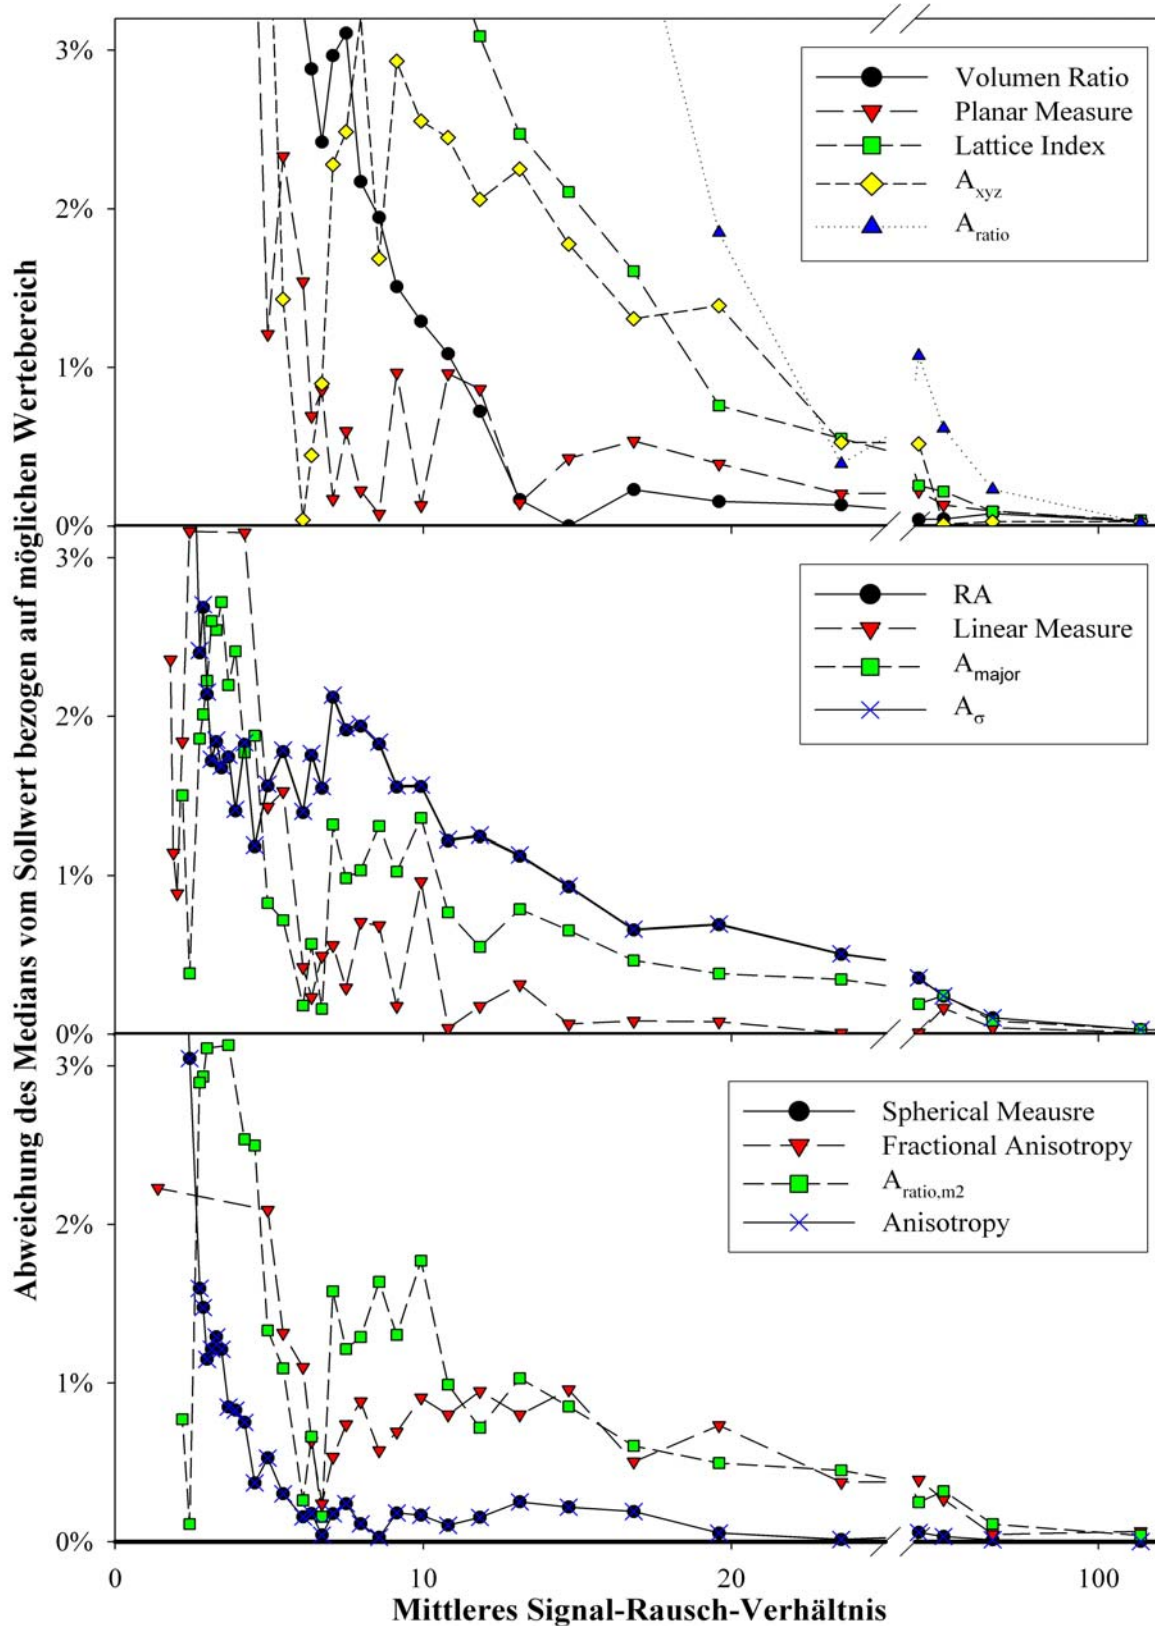 Abweichung des Medians vom Sollwert bezogen auf möglichen Wertebereich
3%
2%
1%
0%
Volumen Ratio
Planar Measure
Lattice Index
Axyz
Aratio
3%
2%
1%
0%
RA
Linear Measure
Amajor
Aσ
3%
2%
1%
0%
Spherical Meausre
Fractional Anisotropy
Aratio,m2
Anisotropy
0 10 20 100
Mittleres Signal-Rausch-Verhältnis